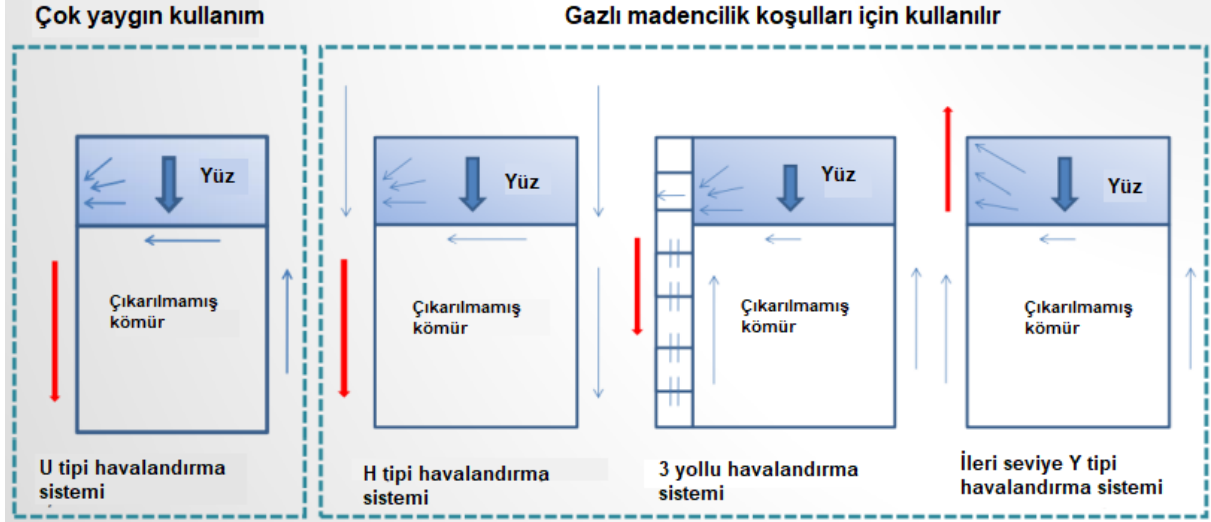 Çok yaygın kullanım
Gazlı madencilik koşulları için kullanılır
Yüz
Çıkarılmamış
kömür
U tipi havalandırma
sistemi
Yüz
Çıkarılmamış
kömür
H tipi havalandırma
sistemi
Yüz
Çıkarılmamış
kömür
3 yollu havalandırma
sistemi
Yüz
Çıkarılmamış
kömür
İleri seviye Y tipi
havalandırma sistemi